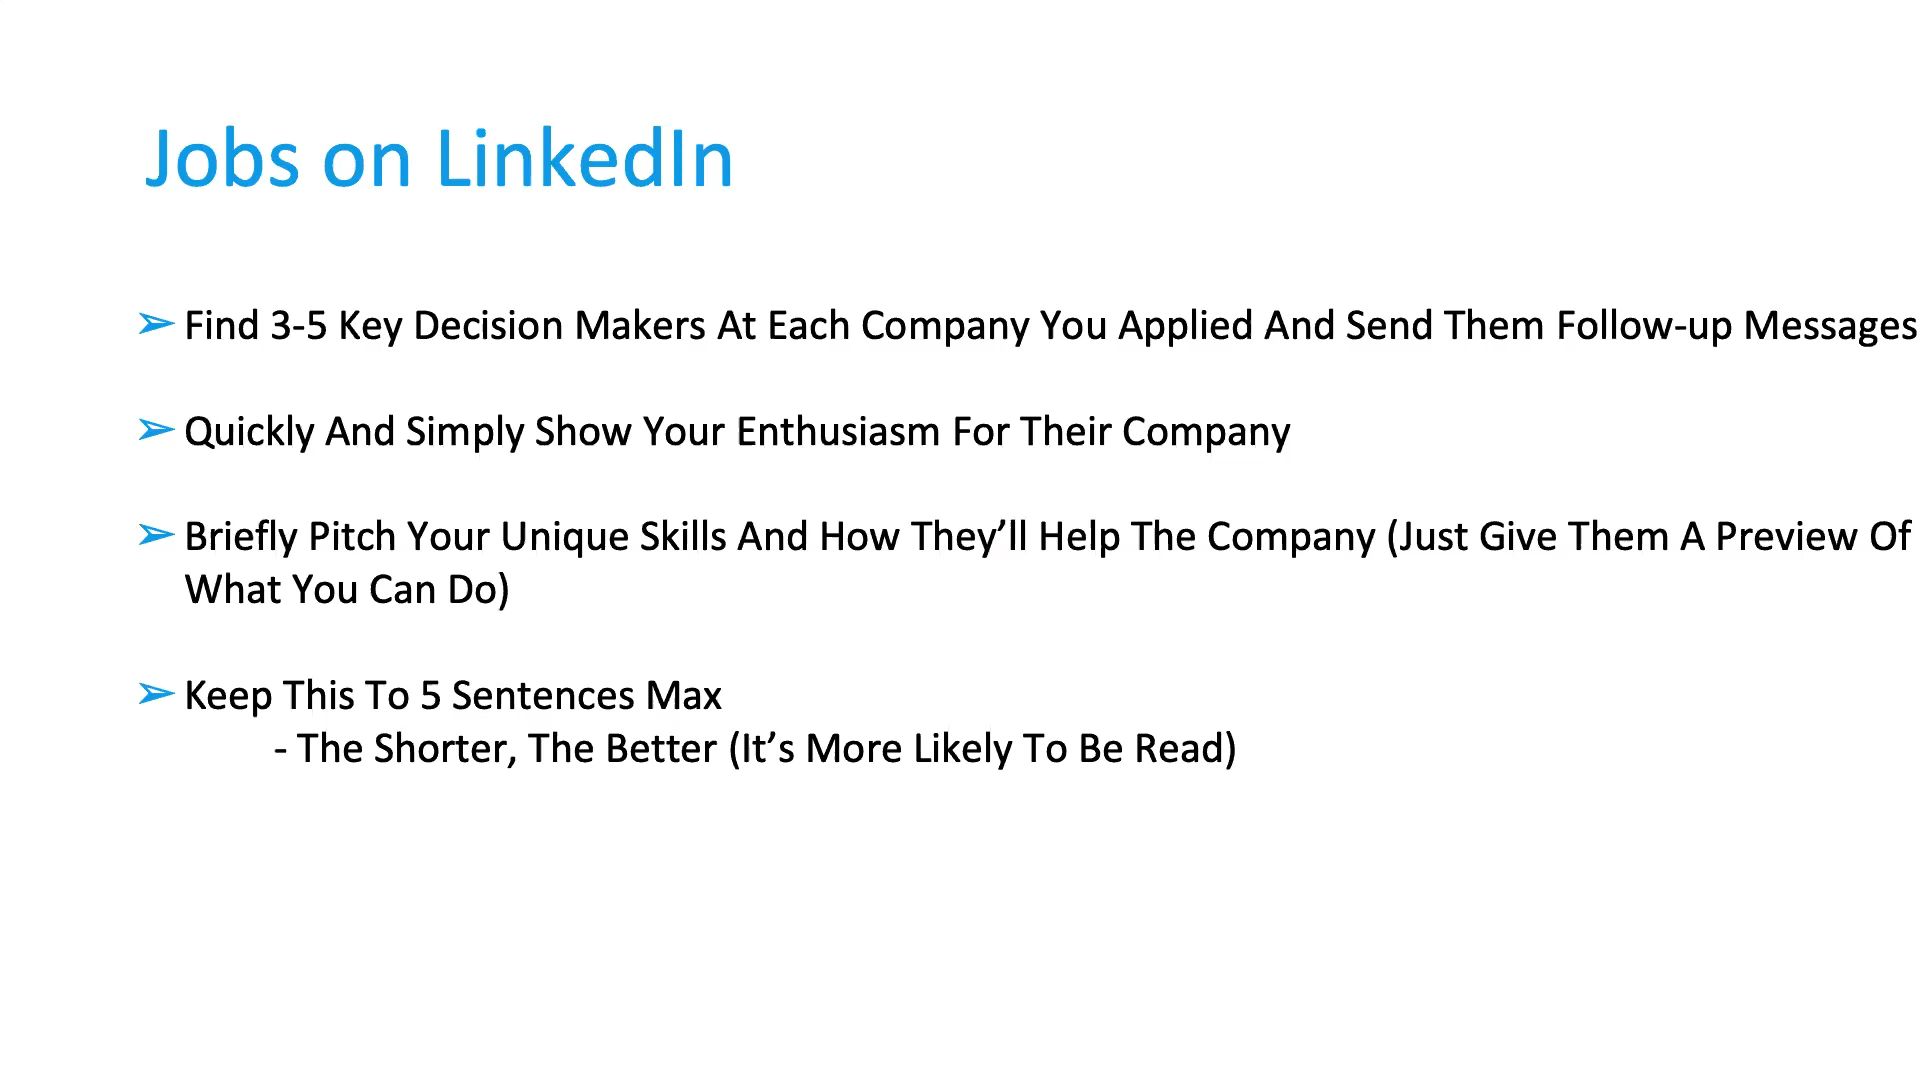 Jobs on LinkedIn
➢ Find 3-5 Key Decision Makers At Each Company You Applied And Send Them Follow-up Messages
➢ Quickly And Simply Show Your Enthusiasm For Their Company
➢ Briefly Pitch Your Unique Skills And How They’ll Help The Company (Just Give Them A Preview Of
What You Can Do)
➢ Keep This To 5 Sentences Max
- The Shorter, The Better (It’s More Likely To Be Read)